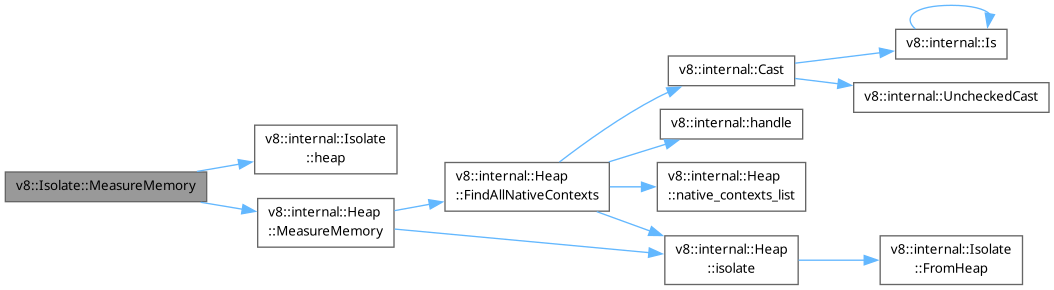 v8::Isolate::MeasureMemory
v8::internal::Isolate
::heap
v8::internal::Heap
::MeasureMemory
v8::internal::Heap
::FindAllNativeContexts
v8::internal::Cast
v8::internal::handle
v8::internal::Heap
::native_contexts_list
v8::internal::Heap
::isolate
v8::internal::Is
v8::internal::UncheckedCast
v8::internal::Isolate
::FromHeap